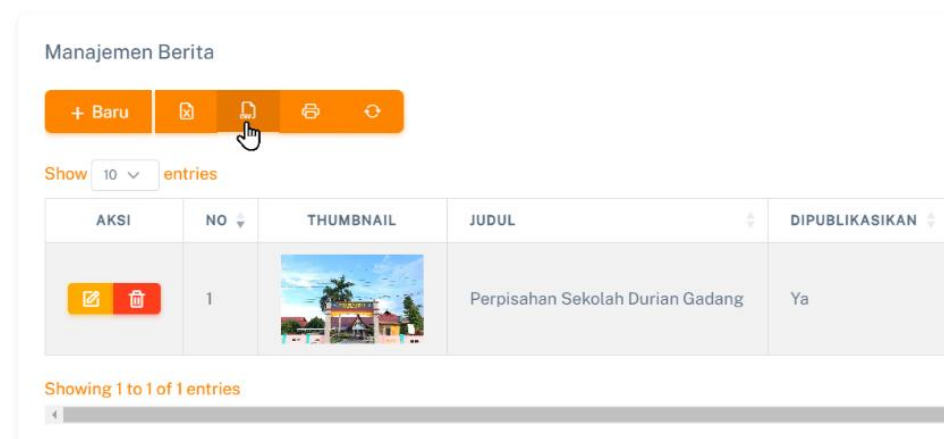 Manajemen Berita
+ Baru
Show 10 entries
AKSI NO THUMBNAIL JUDUL DIPUBLIKASIKAN
1 Perpisahan Sekolah Durian Gadang Ya
Showing 1 to 1 of 1 entries